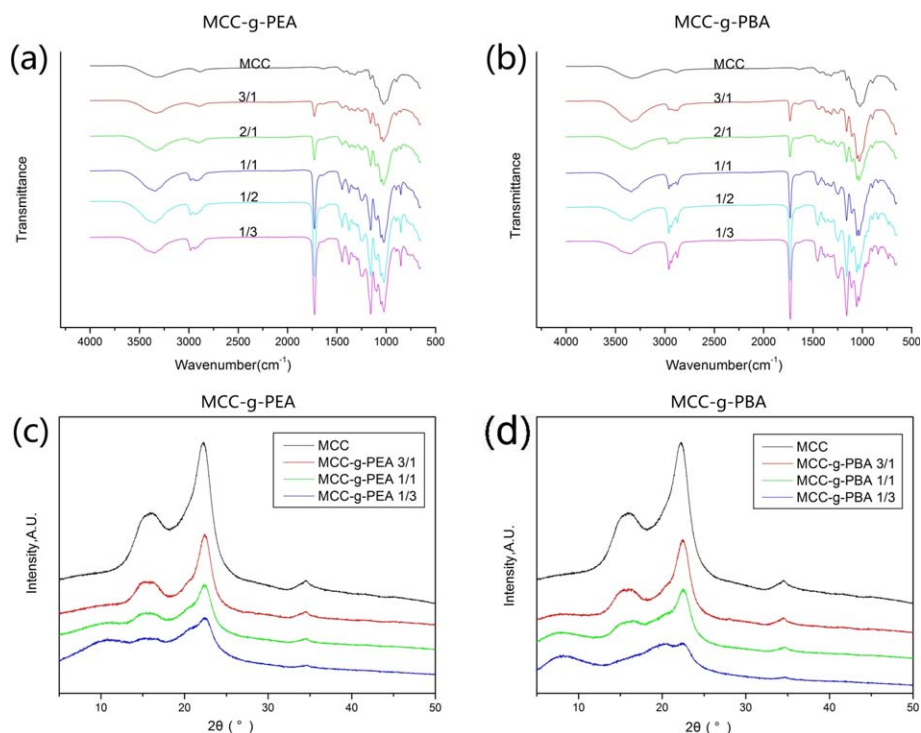 MCC-g-PEA
(a)
MCC
3/1
2/1
1/1
1/2
1/3
Transmittance
4000 3500 3000 2500 2000 1500 1000 500
Wavenumber(cm⁻¹)
MCC-g-PBA
(b)
MCC
3/1
2/1
1/1
1/2
1/3
Transmittance
4000 3500 3000 2500 2000 1500 1000 500
Wavenumber(cm⁻¹)
MCC-g-PEA
(c)
MCC
MCC-g-PEA 3/1
MCC-g-PEA 1/1
MCC-g-PEA 1/3
Intensity,A.U.
10 20 30 40 50
2θ ( ° )
MCC-g-PBA
(d)
MCC
MCC-g-PBA 3/1
MCC-g-PBA 1/1
MCC-g-PBA 1/3
Intensity,A.U.
10 20 30 40 50
2θ ( ° )